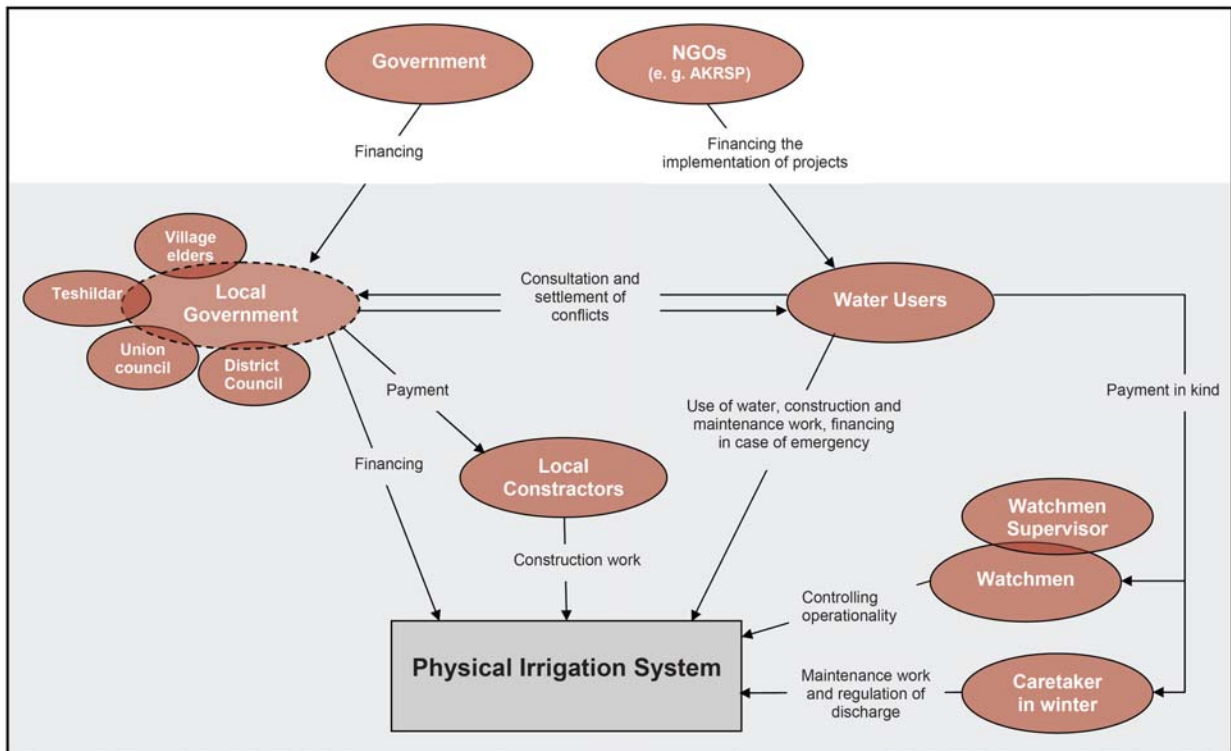 Government
NGOs
(e. g. AKRSP)
Financing
Financing the
implementation of projects
Village
elders
Teshildar
Local
Government
Union
council
District
Council
Consultation and
settlement of
conflicts
Water Users
Payment
Payment in kind
Use of water, construction and
maintenance work, financing
in case of emergency
Financing
Local
Constractors
Watchmen
Supervisor
Watchmen
Construction work
Controlling
operationality
Physical Irrigation System
Maintenance work
and regulation of
discharge
Caretaker
in winter